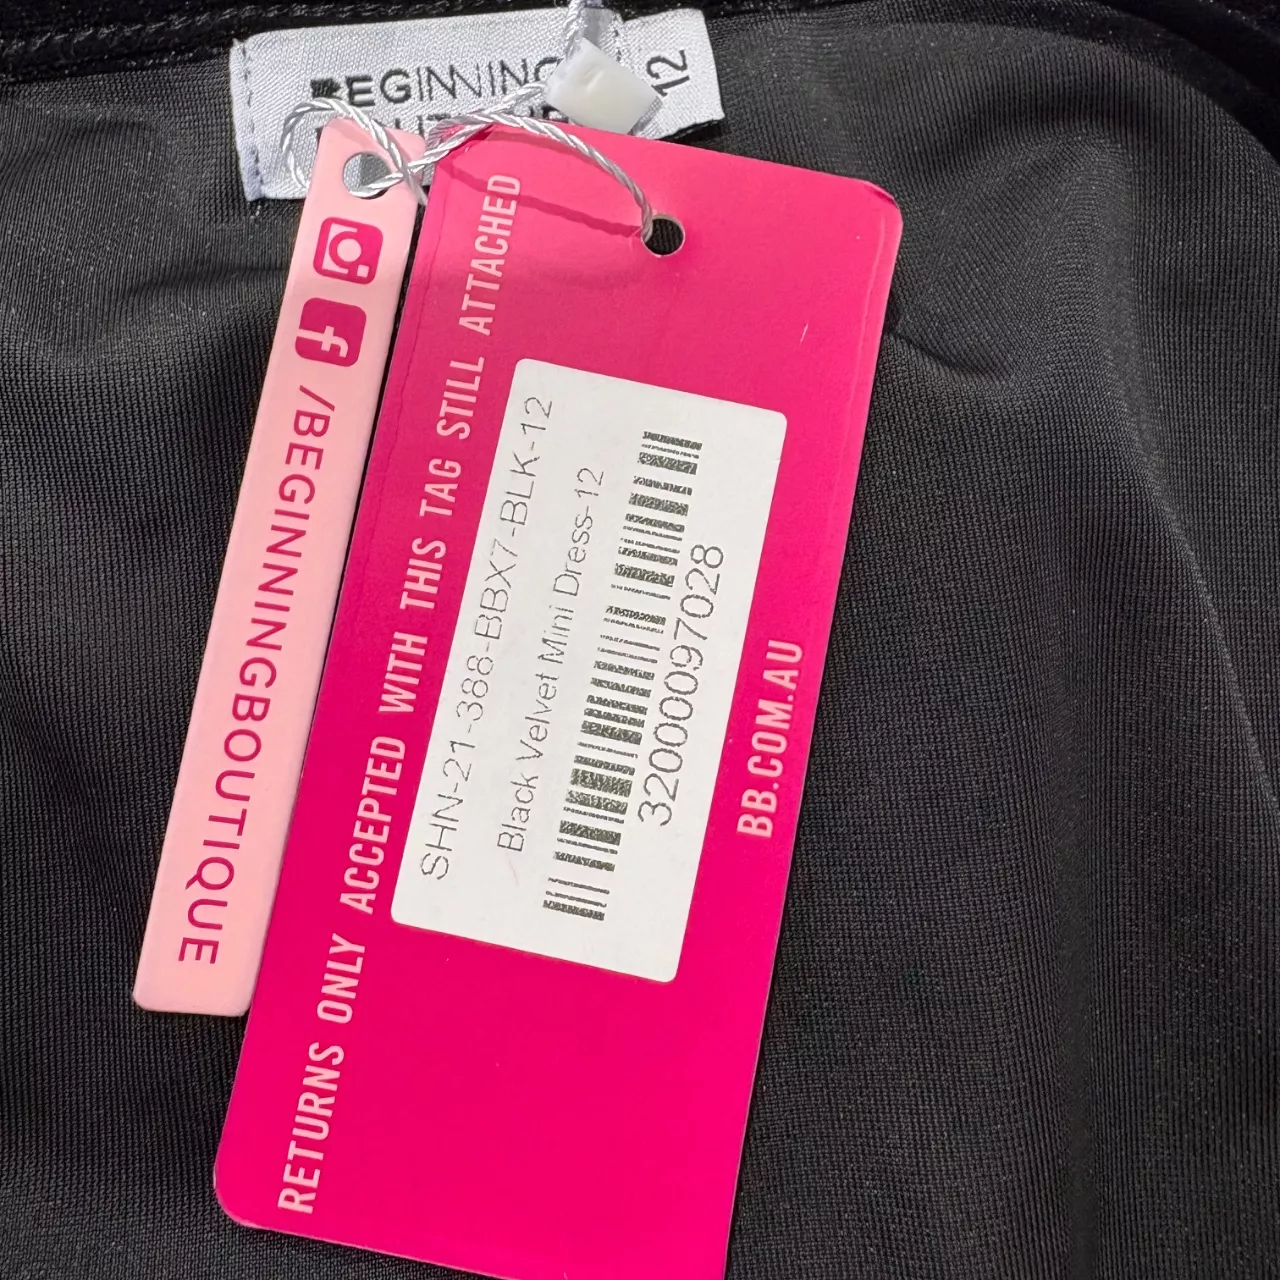 BEGINNING
12
/BEGINNINGBOUTIQUE
RETURNS ONLY ACCEPTED WITH THIS TAG STILL ATTACHED
SHN-21-388-BBX7-BLK-12
Black Velvet Mini Dress-12
3200097028
BB.COM.AU